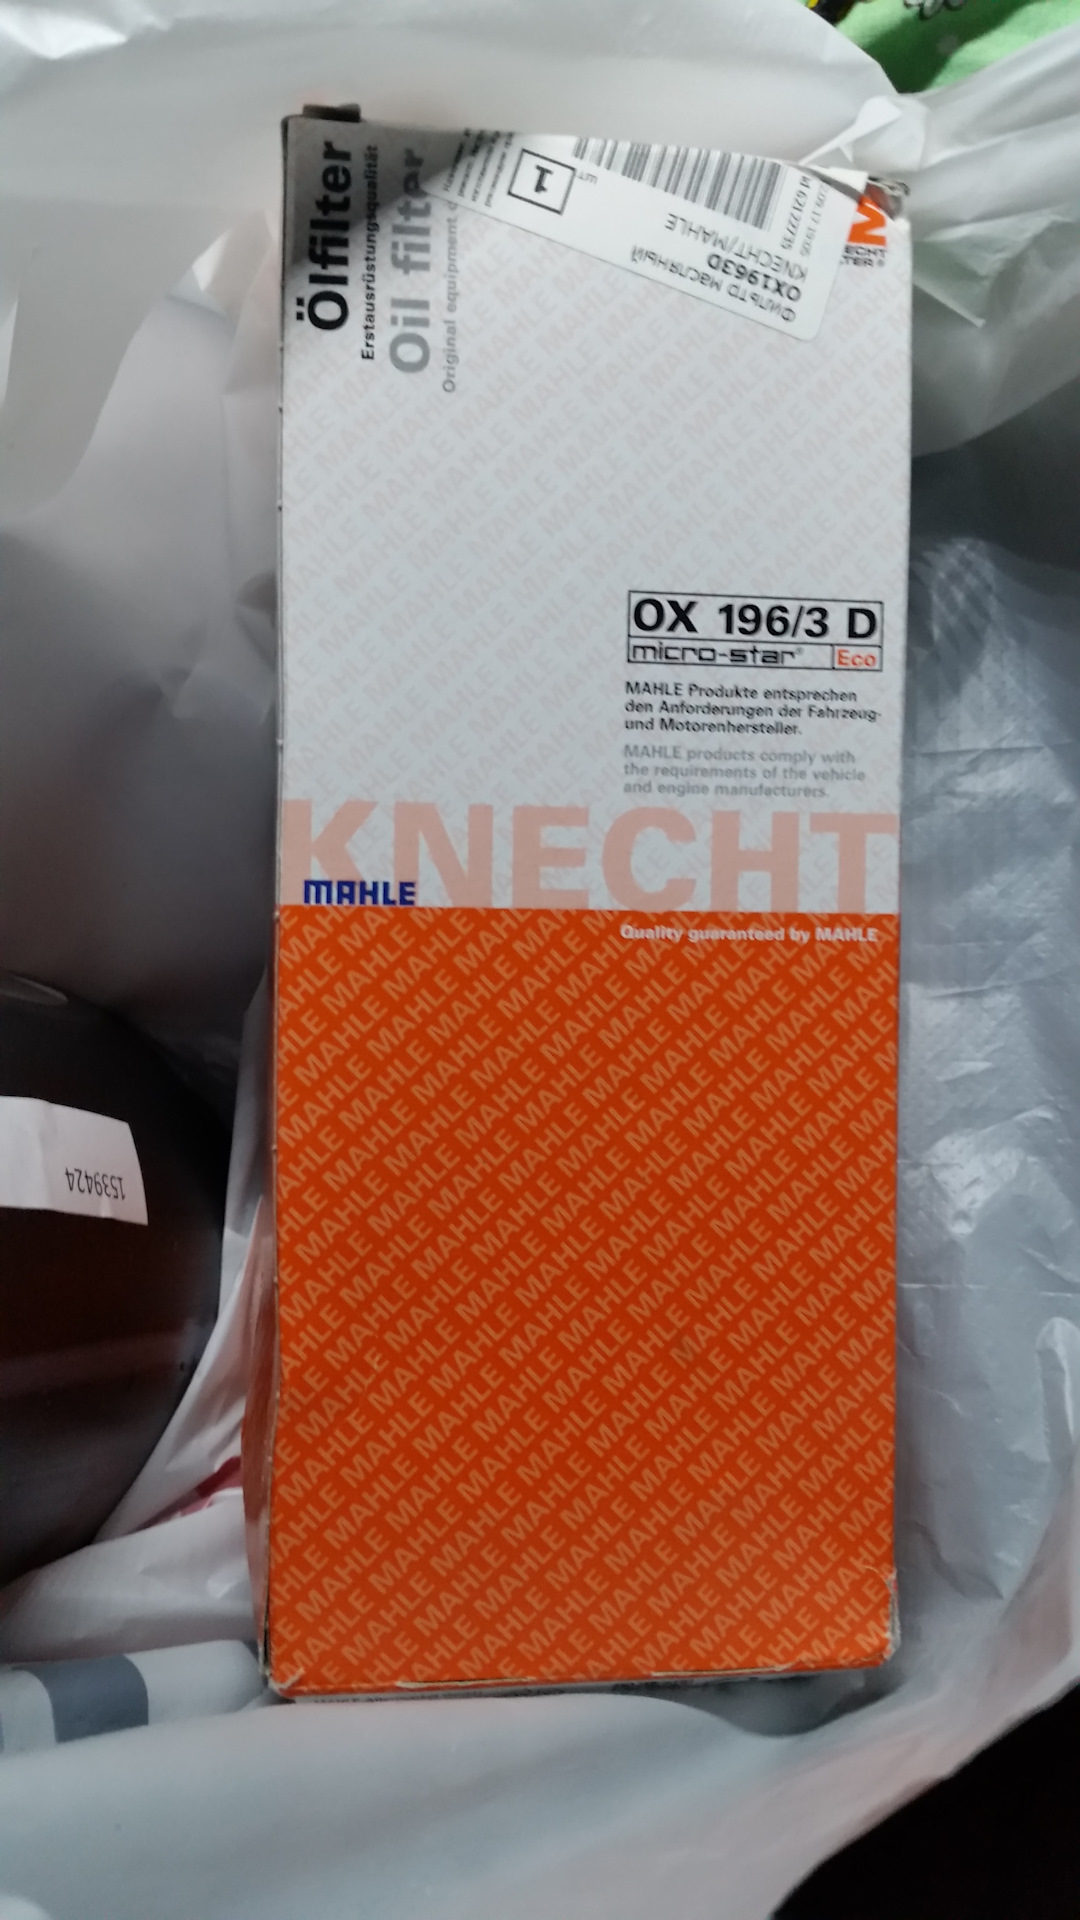 Ölfilter
Erstausrüstungsqualität
Oil filter
Original equipment
1
шт
KNECHT/MAHLE
OX1963D
Фильтр масляный
OX 196/3 D
micro-star® Eco
MAHLE Produkte entsprechen
den Anforderungen der Fahrzeug-
und Motorenhersteller.
MAHLE products comply with
the requirements of the vehicle
and engine manufacturers.
KNECHT
MAHLE
Quality guaranteed by MAHLE
1539424